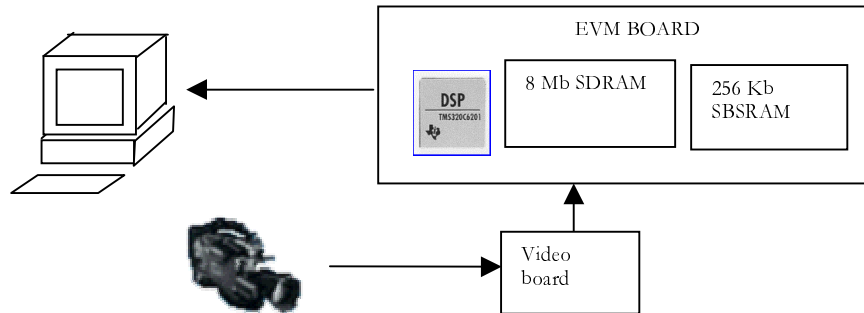 EVM BOARD
DSP
TMS320C6201
8 Mb SDRAM
256 Kb
SBSRAM
Video
board